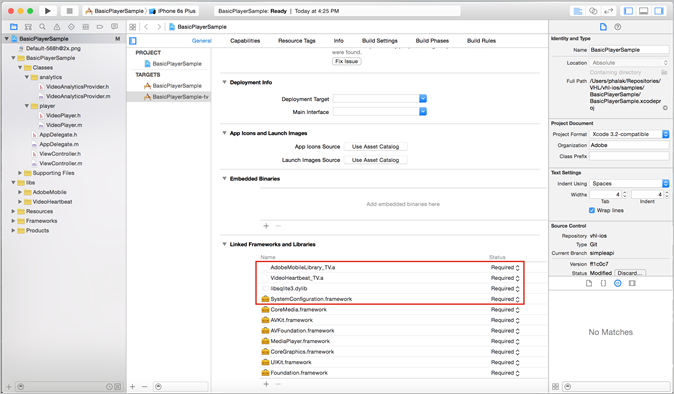 BasicPlayerSample
iPhone 6s Plus
BasicPlayerSample: Ready
Today at 4:25 PM
BasicPlayerSample
M
Default-568h@2x.png
BasicPlayerSample
Classes
analytics
VideoAnalyticsProvider.h
VideoAnalyticsProvider.m
player
VideoPlayer.h
VideoPlayer.m
AppDelegate.h
AppDelegate.m
ViewController.h
ViewController.m
Supporting Files
libs
AdobeMobile
VideoHeartbeat
Resources
Frameworks
Products
BasicPlayerSample
General
Capabilities
Resource Tags
Info
Build Settings
Build Phases
Build Rules
PROJECT
BasicPlayerSample
TARGETS
BasicPlayerSample
BasicPlayerSample-tv
were found.
Fix Issue
Deployment Info
Deployment Target
Main Interface
App Icons and Launch Images
App Icons Source
Use Asset Catalog
Launch Images Source
Use Asset Catalog
Embedded Binaries
Add embedded binaries here
Linked Frameworks and Libraries
Name
Status
AdobeMobileLibrary_TV.a
Required
VideoHeartbeat_TV.a
Required
libsqlite3.dylib
Required
SystemConfiguration.framework
Required
CoreMedia.framework
Required
AVKit.framework
Required
AVFoundation.framework
Required
MediaPlayer.framework
Required
CoreGraphics.framework
Required
UIKit.framework
Required
Foundation.framework
Required
Identity and Type
Name
BasicPlayerSample
Location
Absolute
Containing directory
Full Path
/Users/phalak/Repositories/
VHL/vhl-ios/samples/
BasicPlayerSample/
BasicPlayerSample.xcodepro
j
Project Document
Project Format
Xcode 3.2-compatible
Organization
Adobe
Class Prefix
Text Settings
Indent Using
Spaces
Widths
4
4
Tab
Indent
Wrap lines
Source Control
Repository
vhl-ios
Type
Git
Current Branch
simpleapi
Version
ff1c0c7
Status
Modified
Discard...
No Matches